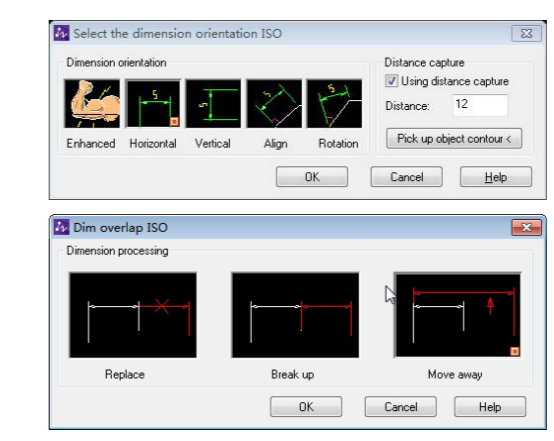 Select the dimension orientation ISO
Dimension orientation
Distance capture
Using distance capture
Distance: 12
Pick up object contour <
5 5 5 5
Enhanced Horizontal Vertical Align Rotation
OK Cancel Help
Dim overlap ISO
Dimension processing
Replace Break up Move away
OK Cancel Help